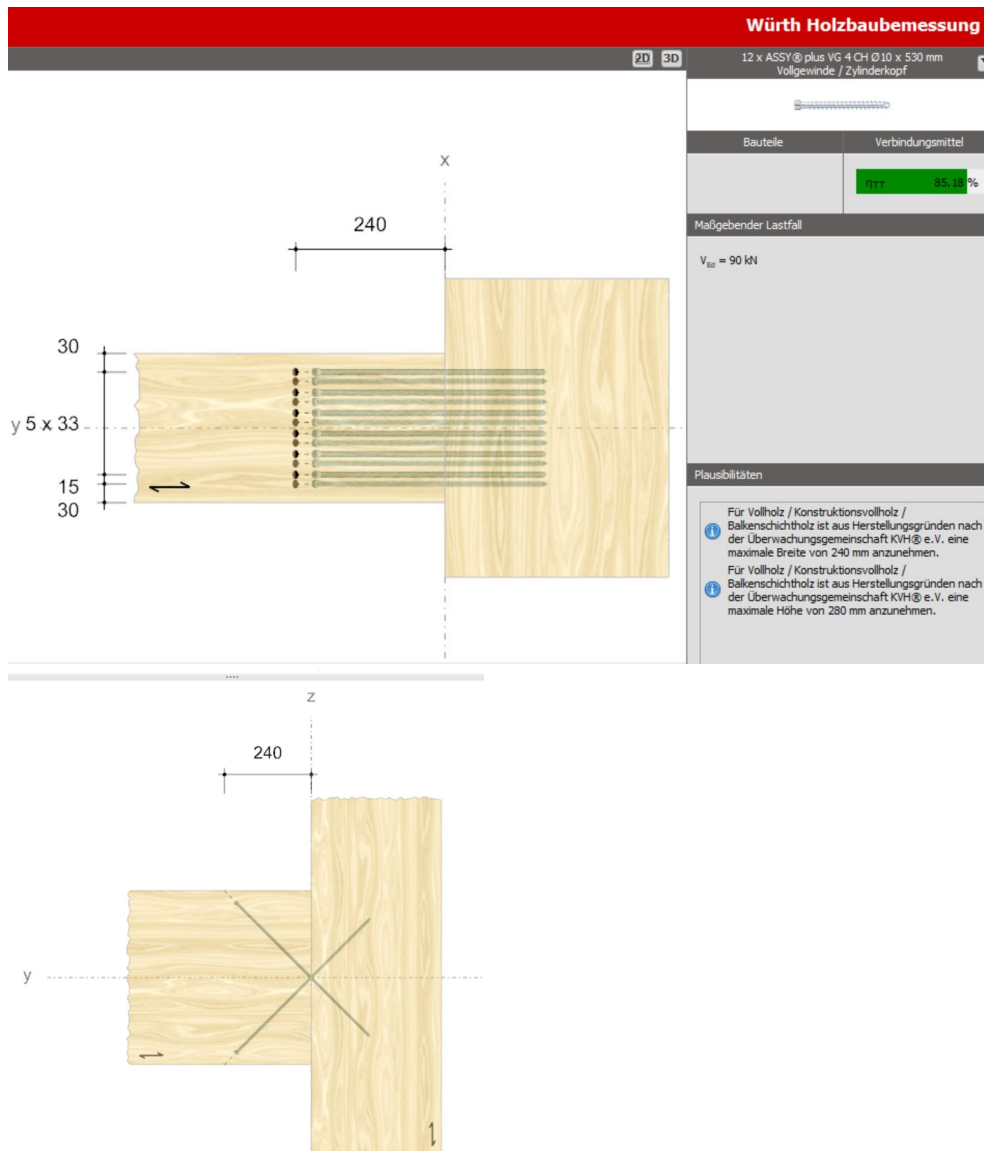 Würth Holzbaubemessung
2D 3D
12 x ASSY® plus VG 4 CH Ø10 x 530 mm
Vollgewinde / Zylinderkopf
Bauteile
Verbindungsmittel
ηTT 85.18 %
Maßgebender Lastfall
VEd = 90 kN
x
240
30
y 5 x 33
15
30
Plausibilitäten
Für Vollholz / Konstruktionsvollholz /
Balkenschichtholz ist aus Herstellungsgründen nach
der Überwachungsgemeinschaft KVH® e.V. eine
maximale Breite von 240 mm anzunehmen.
Für Vollholz / Konstruktionsvollholz /
Balkenschichtholz ist aus Herstellungsgründen nach
der Überwachungsgemeinschaft KVH® e.V. eine
maximale Höhe von 280 mm anzunehmen.
z
240
y